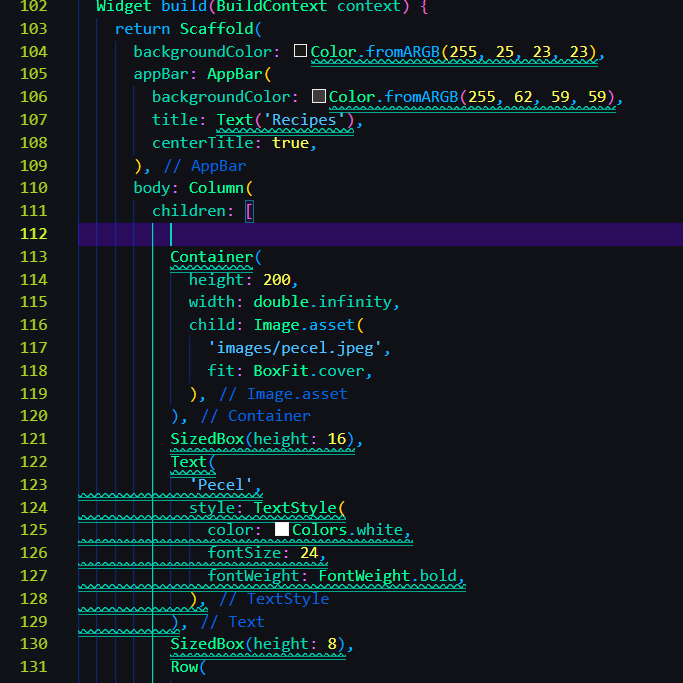 102 Widget build(BuildContext context) {
103 return Scaffold(
104 backgroundColor: Color.fromARGB(255, 25, 23, 23),
105 appBar: AppBar(
106 backgroundColor: Color.fromARGB(255, 62, 59, 59),
107 title: Text('Recipes'),
108 centerTitle: true,
109 ), // AppBar
110 body: Column(
111 children: [
112
113 Container(
114 height: 200,
115 width: double.infinity,
116 child: Image.asset(
117 'images/pecel.jpeg',
118 fit: BoxFit.cover,
119 ), // Image.asset
120 ), // Container
121 SizedBox(height: 16),
122 Text(
123 'Pecel',
124 style: TextStyle(
125 color: Colors.white,
126 fontSize: 24,
127 fontWeight: FontWeight.bold,
128 ), // TextStyle
129 ), // Text
130 SizedBox(height: 8),
131 Row(